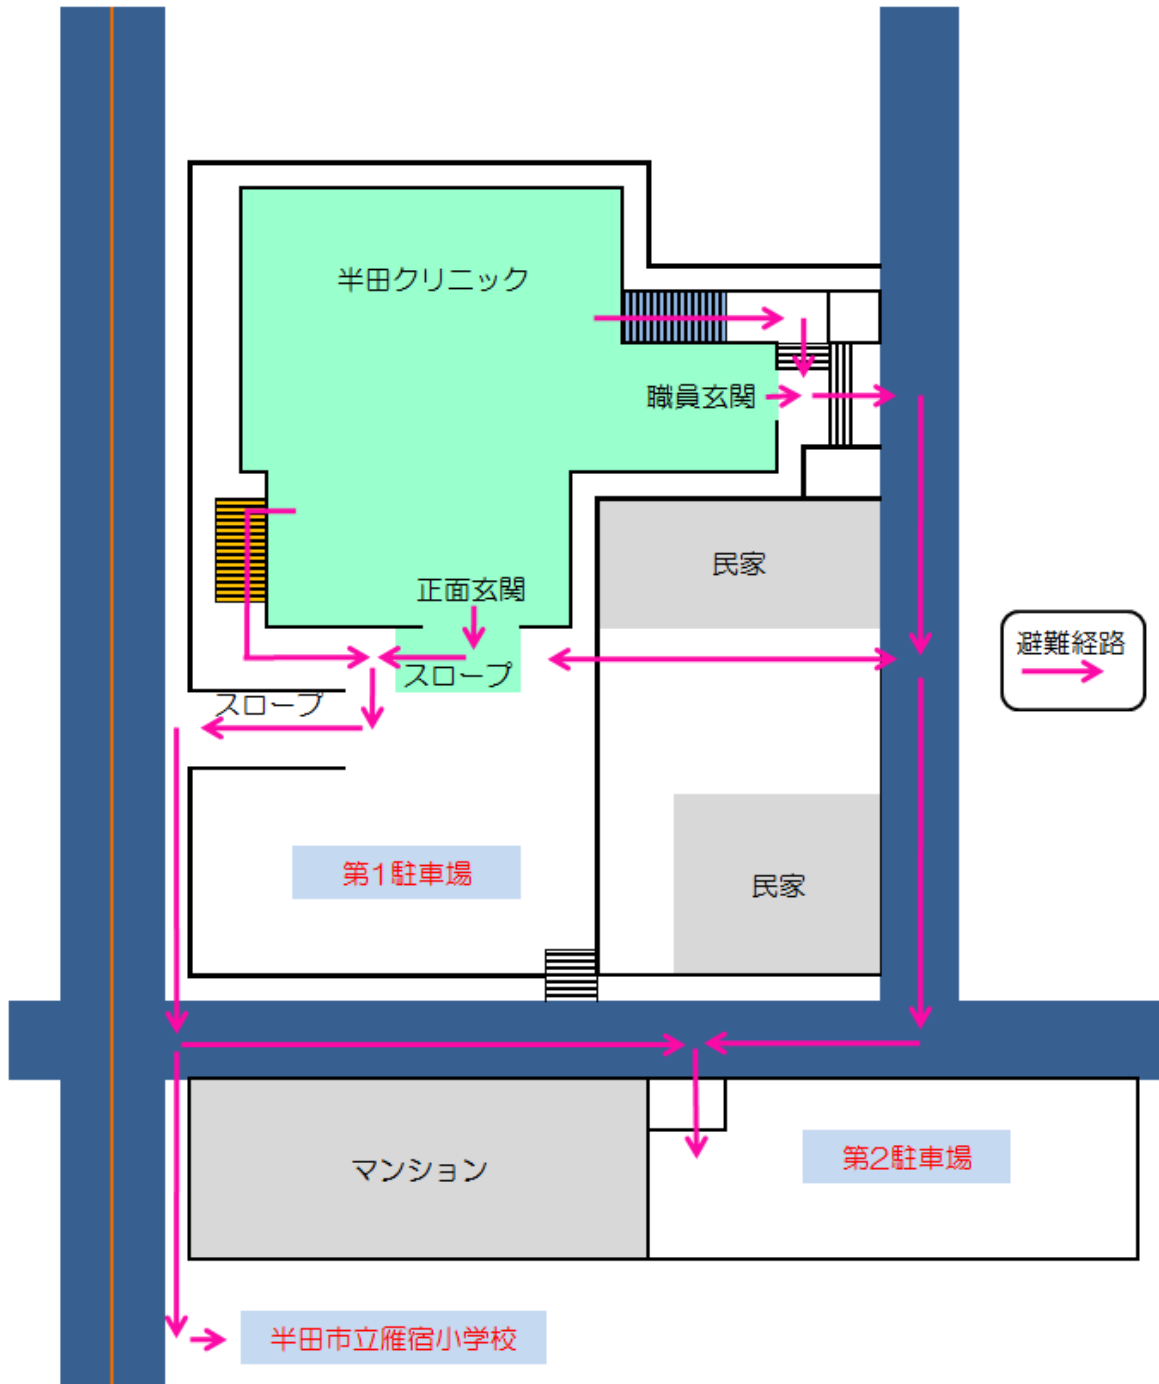 半田クリニック
職員玄関
民家
正面玄関
避難経路
スロープ
スロープ
第1駐車場
民家
マンション
第2駐車場
半田市立雁宿小学校